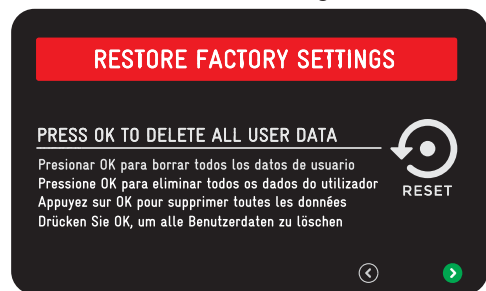 RESTORE FACTORY SETTINGS
PRESS OK TO DELETE ALL USER DATA
Presionar OK para borrar todos los datos de usuario
Pressione OK para eliminar todos os dados do utilizador
Appuyez sur OK pour supprimer toutes les données
Drücken Sie OK, um alle Benutzerdaten zu löschen
RESET